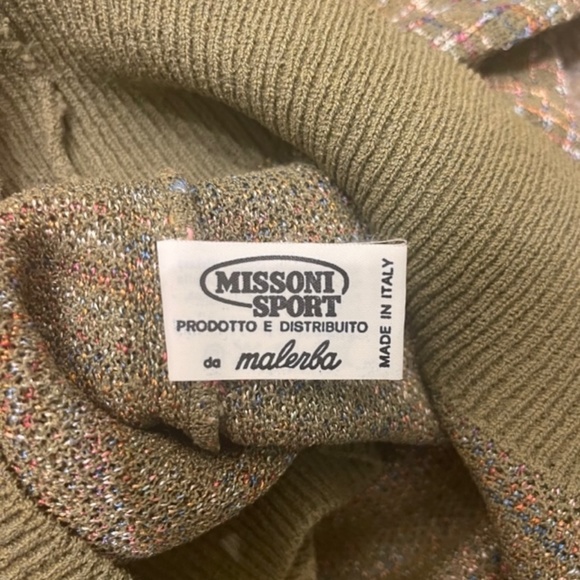 MISSONI
SPORT
PRODOTTO E DISTRIBUITO
da malerba
MADE IN ITALY